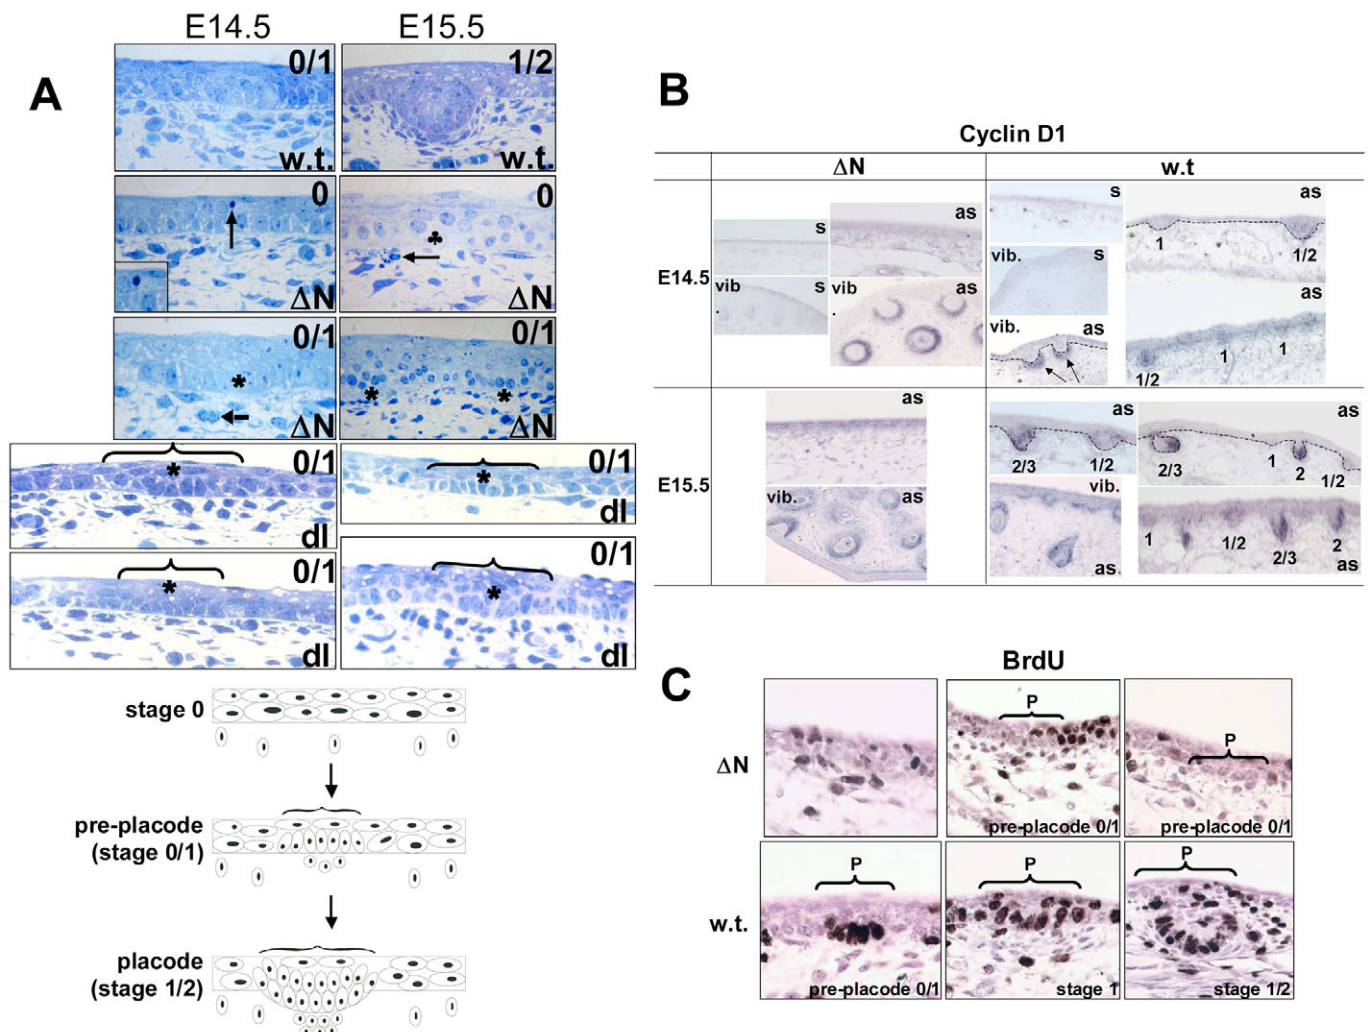 A
E14.5
E15.5
0/1
w.t.
1/2
w.t.
0
ΔN
0
♣
ΔN
0/1
*
ΔN
0/1
* *
ΔN
0/1
*
dl
0/1
*
dl
0/1
*
dl
0/1
*
dl
stage 0
pre-placode
(stage 0/1)
placode
(stage 1/2)
B
Cyclin D1
ΔN
w.t
E14.5
s
as
vib
s
vib
as
s
as
1
1/2
vib.
s
vib.
as
as
1/2
1
1
E15.5
as
vib.
as
as
2/3
1/2
as
2/3
1
2
1/2
vib.
as
1
1/2
2/3
2
as
C
BrdU
ΔN
P
pre-placode 0/1
P
pre-placode 0/1
w.t.
P
pre-placode 0/1
P
stage 1
P
stage 1/2